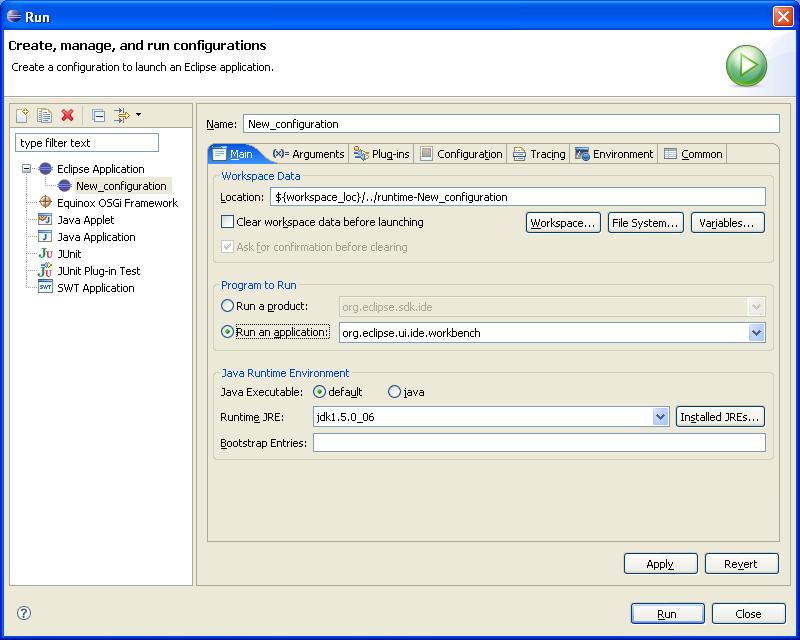 Run
Create, manage, and run configurations
Create a configuration to launch an Eclipse application.
type filter text
Eclipse Application
New_configuration
Equinox OSGi Framework
Java Applet
Java Application
JUnit
JUnit Plug-in Test
SWT Application
Name: New_configuration
Main (x)= Arguments Plug-ins Configuration Tracing Environment Common
Workspace Data
Location: ${workspace_loc}/../runtime-New_configuration
Clear workspace data before launching Workspace... File System... Variables...
Ask for confirmation before clearing
Program to Run
Run a product: org.eclipse.sdk.ide
Run an application: org.eclipse.ui.ide.workbench
Java Runtime Environment
Java Executable: default java
Runtime JRE: jdk1.5.0_06 Installed JREs...
Bootstrap Entries:
Apply Revert
Run Close